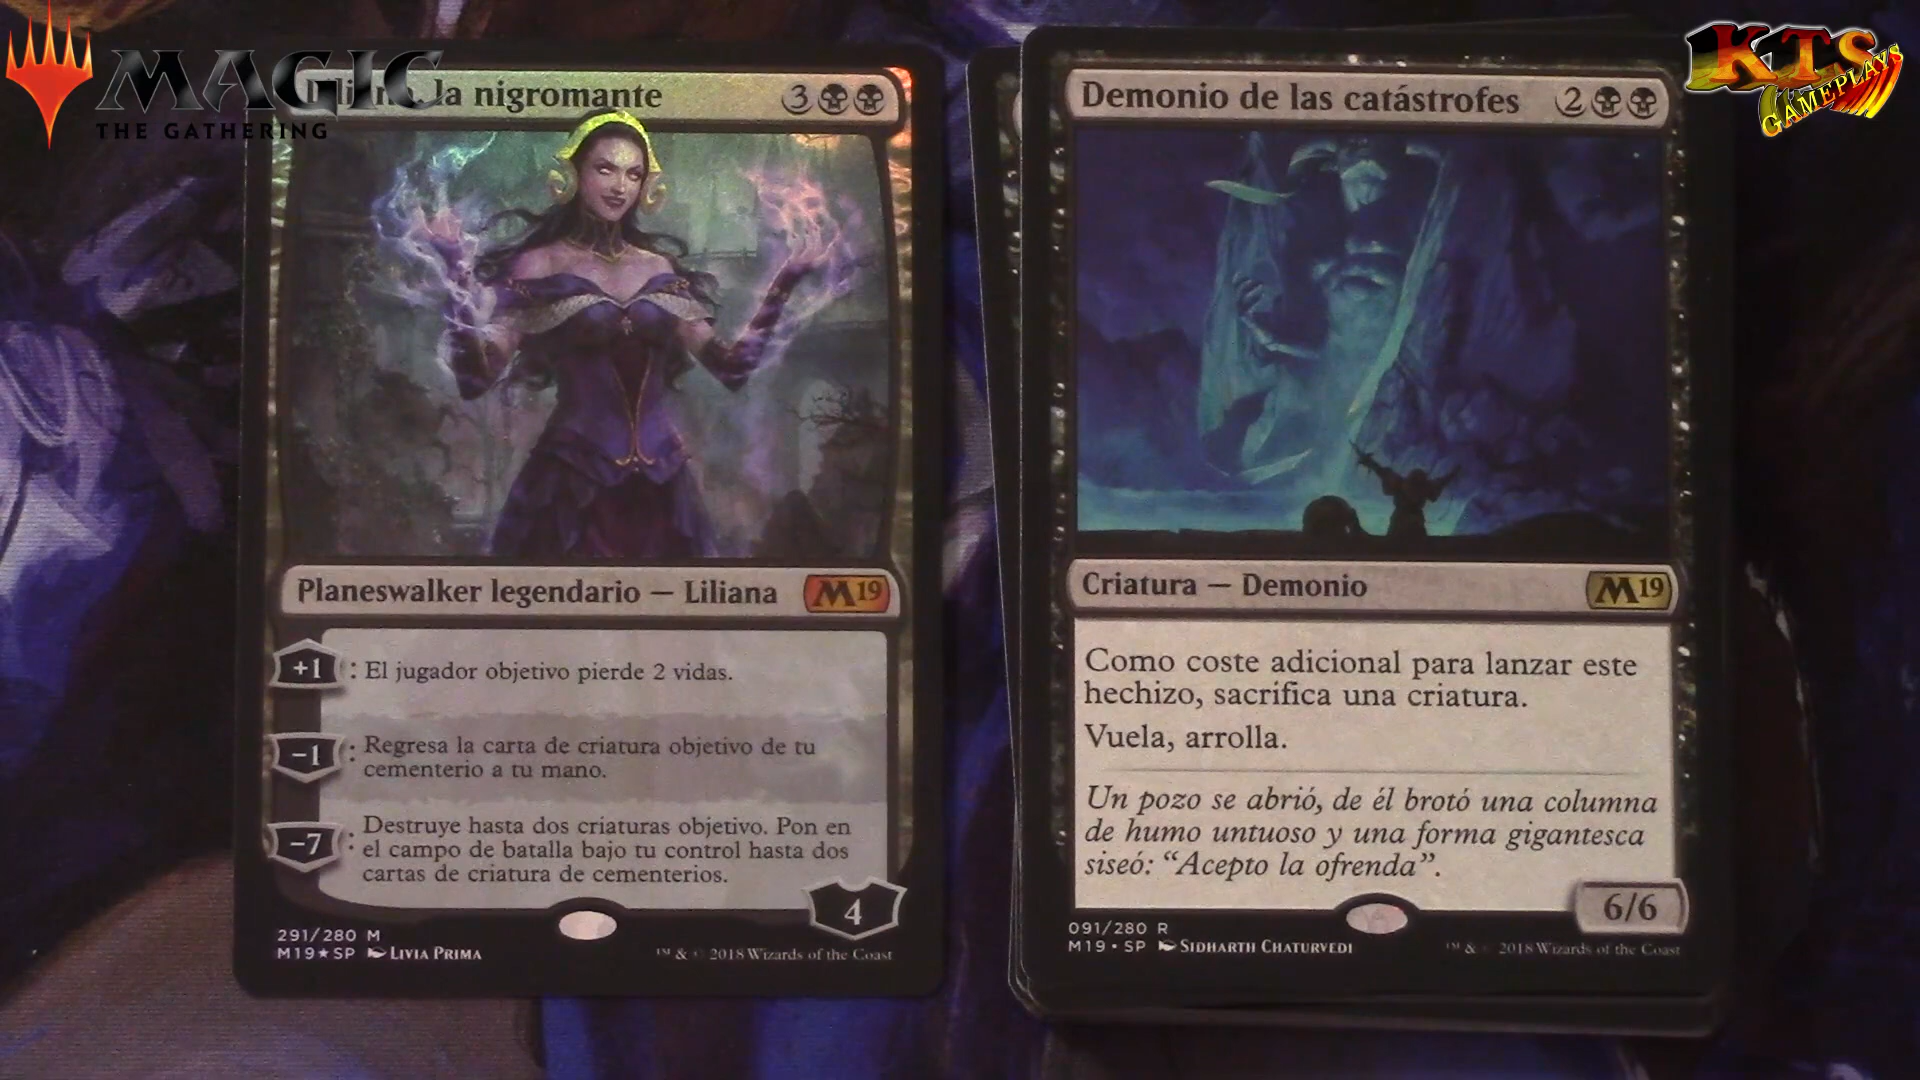 MAGIC
THE GATHERING
la nigromante
3
Planeswalker legendario — Liliana
M19
+1: El jugador objetivo pierde 2 vidas.
−1: Regresa la carta de criatura objetivo de tu
cementerio a tu mano.
−7: Destruye hasta dos criaturas objetivo. Pon en
el campo de batalla bajo tu control hasta dos
cartas de criatura de cementerios.
4
291/280 M
M19★SP LIVIA PRIMA
™ & © 2018 Wizards of the Coast
Demonio de las catástrofes
2
Criatura — Demonio
M19
Como coste adicional para lanzar este
hechizo, sacrifica una criatura.
Vuela, arrolla.
Un pozo se abrió, de él brotó una columna
de humo untuoso y una forma gigantesca
siseó: “Acepto la ofrenda”.
6/6
091/280 R
M19 • SP SIDHARTH CHATURVEDI
™ & © 2018 Wizards of the Coast
KTS
GAMEPLAYS